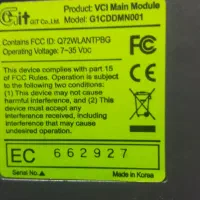 Git GIT Co., Ltd.
Product: VCI Main Module
Model: G1CDDMN001
Contains FCC ID: Q72WLANTPBG
Operating Voltage: 7~35 Vdc
This device complies with part 15
of FCC Rules. Operation is subject
to the following two conditions:
(1) This device may not cause
harmful interference, and (2) This
device must accept any
interference received, including
interference that may cause
undesired operation.
FC
CE
EC 662927
Serial No.
Made in Korea